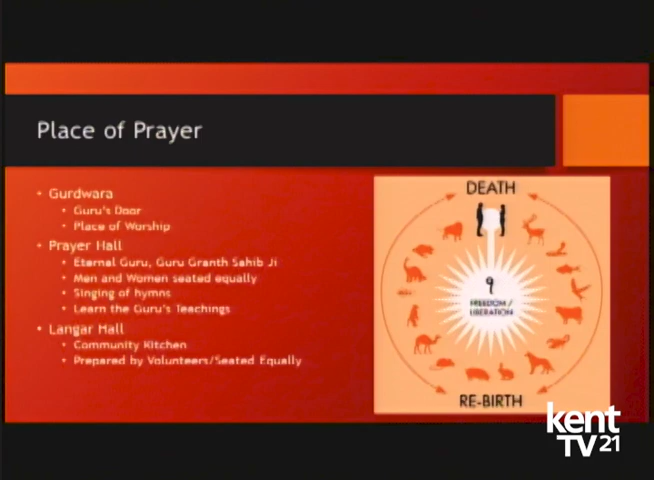 Place of Prayer
Gurdwara
Guru's Door
Place of Worship
Prayer Hall
Eternal Guru, Guru Granth Sahib Ji
Men and Women seated equally
Singing of hymns
Learn the Guru's Teachings
Langar Hall
Community Kitchen
Prepared by Volunteers/Seated Equally
DEATH
FREEDOM/
LIBERATION
RE-BIRTH
kent
TV21